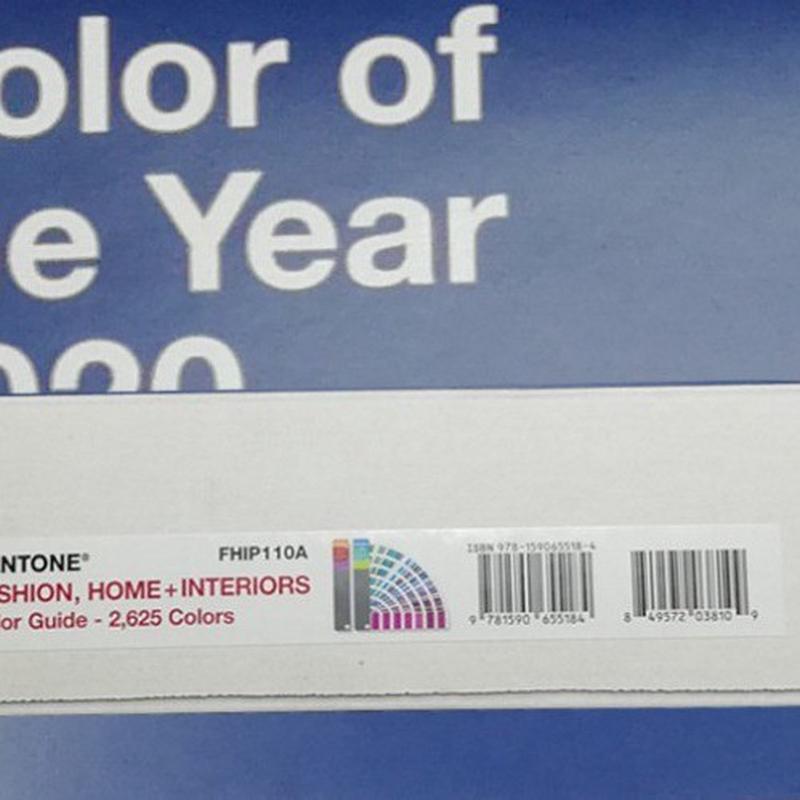 olor of
e Year
020
NTONE®
FHIP110A
SHION, HOME+INTERIORS
or Guide - 2,625 Colors
ISBN 978-159065518-4
9 781590 655184
8 49572 03810 9